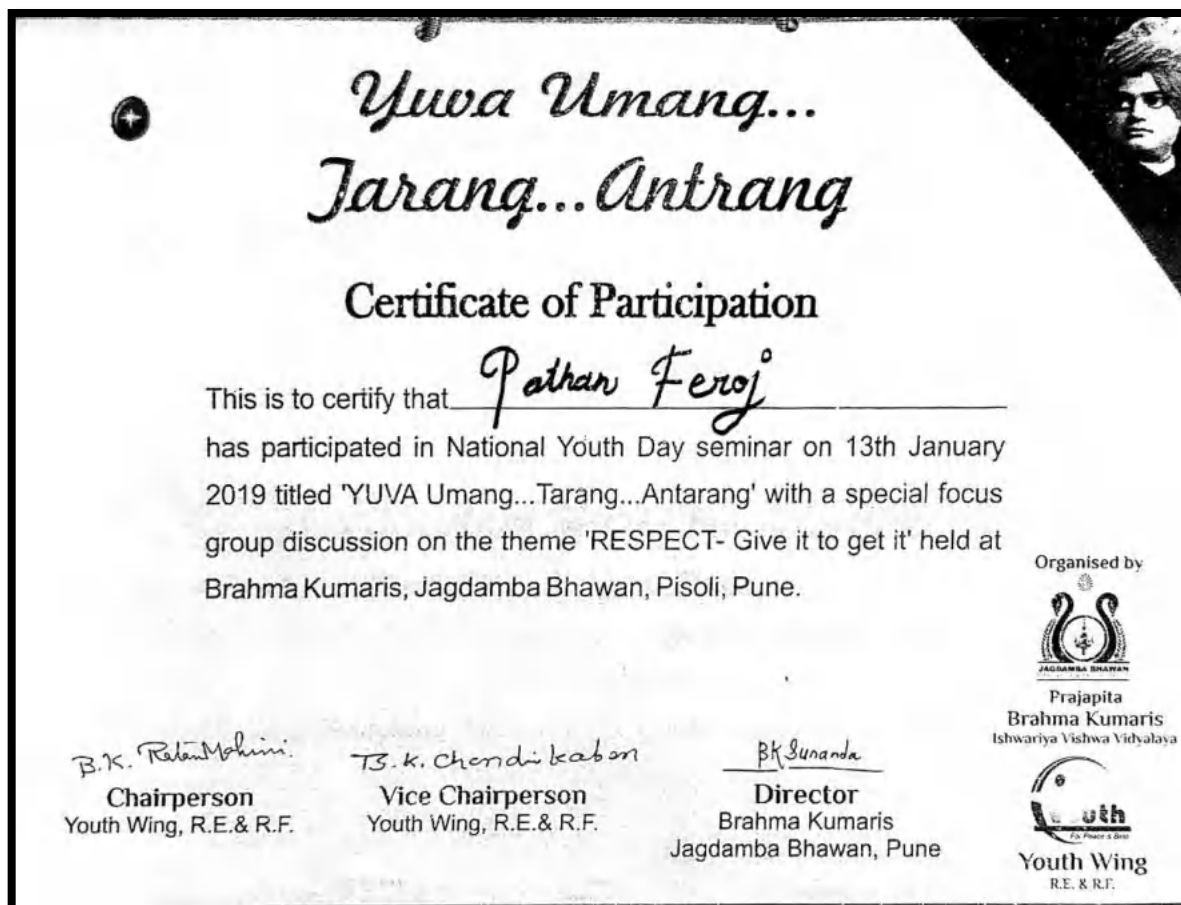 Yuva Umang...
Tarang...Antrang
Certificate of Participation
This is to certify that Pathan Feroj
has participated in National Youth Day seminar on 13th January
2019 titled 'YUVA Umang...Tarang...Antarang' with a special focus
group discussion on the theme 'RESPECT- Give it to get it' held at
Brahma Kumaris, Jagdamba Bhawan, Pisoli, Pune.
Organised by
JAGDAMBA BHAWAN
Prajapita
Brahma Kumaris
Ishwariya Vishwa Vidyalaya
B.K. RatanMohini.
Chairperson
Youth Wing, R.E.& R.F.
B.K. Chandrikaben
Vice Chairperson
Youth Wing, R.E.& R.F.
BK Sunanda
Director
Brahma Kumaris
Jagdamba Bhawan, Pune
Youth Wing
R.E. & R.F.